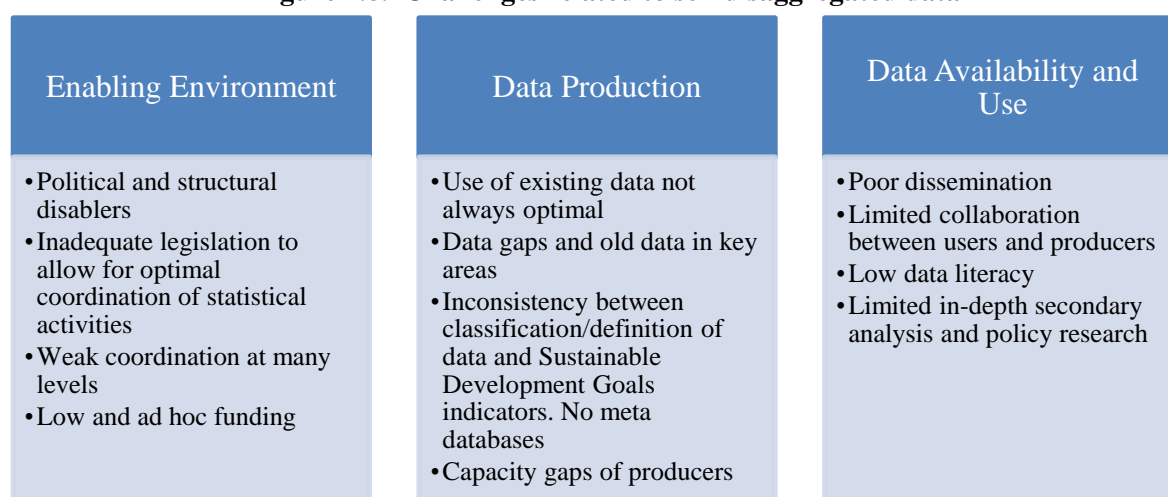 Enabling Environment
•Political and structural
disablers
•Inadequate legislation to
allow for optimal
coordination of statistical
activities
•Weak coordination at many
levels
•Low and ad hoc funding
Data Production
•Use of existing data not
always optimal
•Data gaps and old data in key
areas
•Inconsistency between
classification/definition of
data and Sustainable
Development Goals
indicators. No meta
databases
•Capacity gaps of producers
Data Availability and
Use
•Poor dissemination
•Limited collaboration
between users and producers
•Low data literacy
•Limited in-depth secondary
analysis and policy research